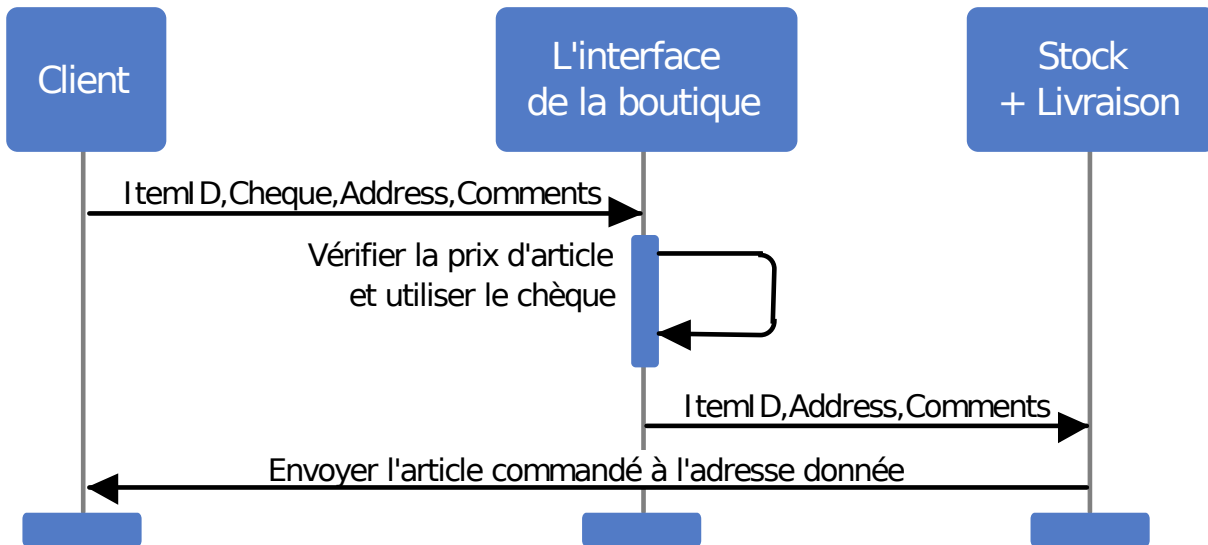 Client
L'interface
de la boutique
Stock
+ Livraison
ItemID,Cheque,Address,Comments
Vérifier la prix d'article
et utiliser le chèque
ItemID,Address,Comments
Envoyer l'article commandé à l'adresse donnée